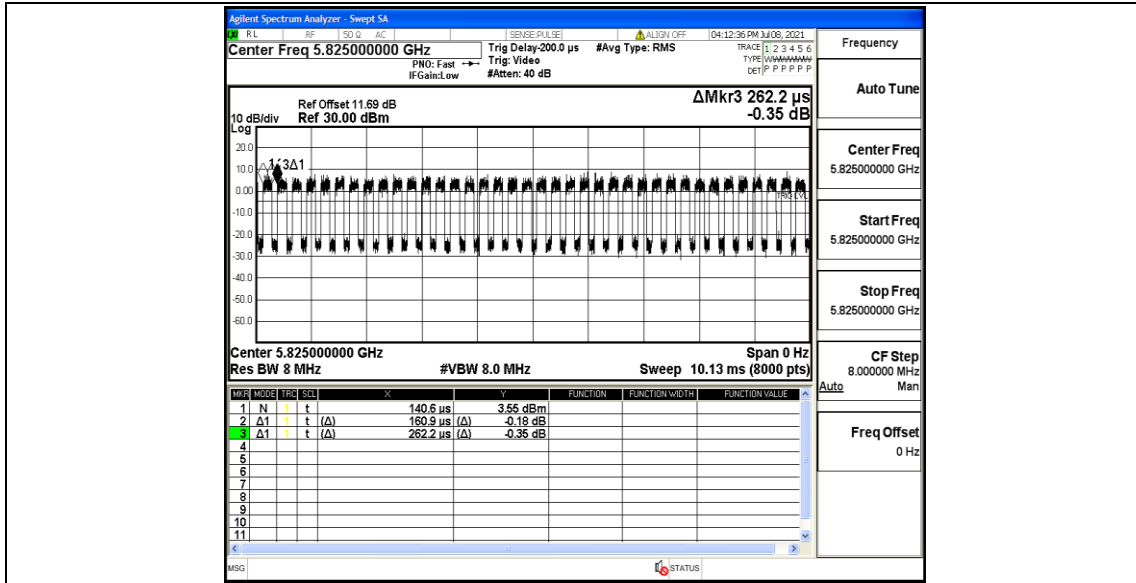 Agilent Spectrum Analyzer - Swept SA
LXI RL RF 50 Ω AC SENSE:PULSE ALIGN OFF 04:12:36 PM Jul 08, 2021
Center Freq 5.825000000 GHz
PNO: Fast
IFGain:Low
Trig Delay-200.0 µs
Trig: Video
#Atten: 40 dB
#Avg Type: RMS
TRACE 1 2 3 4 5 6
TYPE WWWWWW
DET P P P P P P
Ref Offset 11.69 dB
10 dB/div Ref 30.00 dBm
Log
ΔMkr3 262.2 µs
-0.35 dB
20.0
10.0
0.00
-10.0
-20.0
-30.0
-40.0
-50.0
-60.0
3Δ1
TRIG LVL
Center 5.825000000 GHz Span 0 Hz
Res BW 8 MHz #VBW 8.0 MHz Sweep 10.13 ms (8000 pts)
MKR MODE TRC SCL X Y FUNCTION FUNCTION WIDTH FUNCTION VALUE
1 N 1 t 140.6 µs 3.55 dBm
2 Δ1 1 t (Δ) 160.9 µs (Δ) -0.18 dB
3 Δ1 1 t (Δ) 262.2 µs (Δ) -0.35 dB
4
5
6
7
8
9
10
11
MSG STATUS
Frequency
Auto Tune
Center Freq
5.825000000 GHz
Start Freq
5.825000000 GHz
Stop Freq
5.825000000 GHz
CF Step
8.000000 MHz
Auto Man
Freq Offset
0 Hz